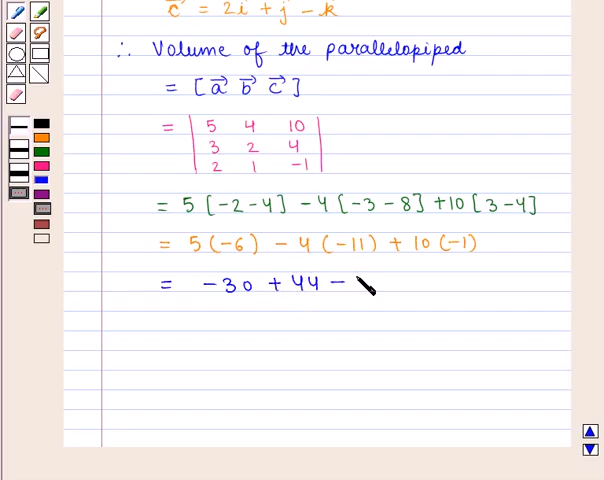 c⃗ = 2i + j - k
∴ Volume of the parallelopiped
= [a⃗ b⃗ c⃗]
= | 5 4 10 |
| 3 2 4 |
| 2 1 -1 |
= 5[-2-4] - 4[-3-8] + 10[3-4]
= 5(-6) - 4(-11) + 10(-1)
= -30 + 44 -